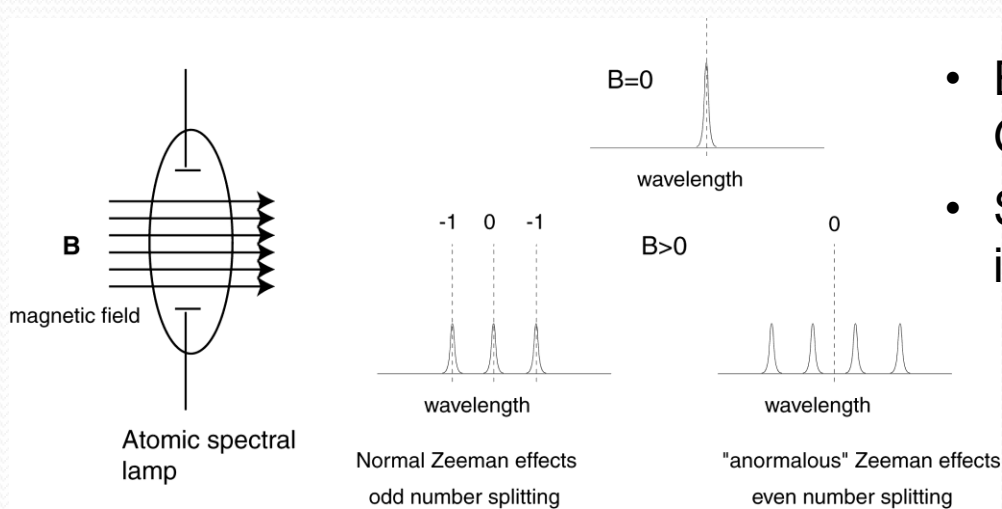 B=0
wavelength
B
magnetic field
Atomic spectral
lamp
-1 0 -1
B>0
0
wavelength
wavelength
Normal Zeeman effects
odd number splitting
"anormalous" Zeeman effects
even number splitting
•
•
i